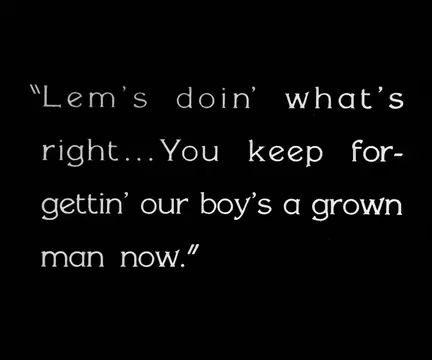 “Lem's doin' what's
right...You keep for-
gettin' our boy's a grown
man now.”